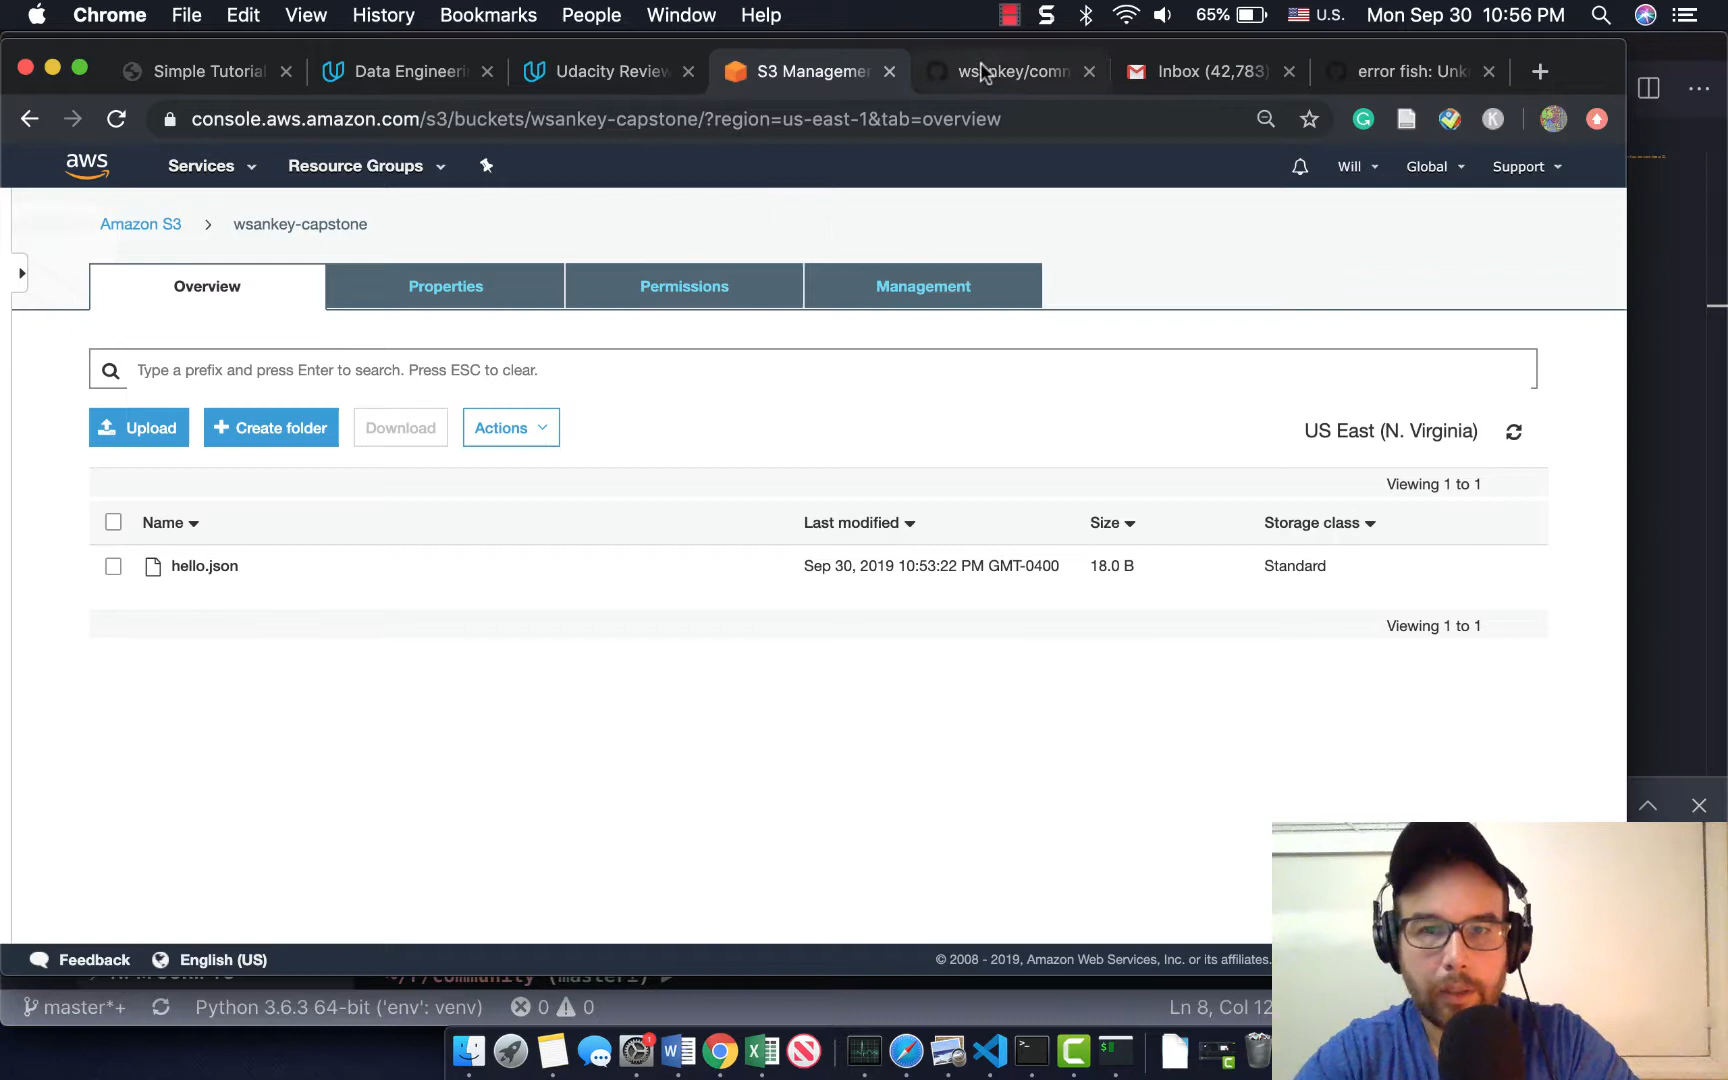 Chrome File Edit View History Bookmarks People Window Help 65% U.S. Mon Sep 30 10:56 PM
Simple Tutorial Data Engineeri Udacity Review S3 Manageme wsankey/comm Inbox (42,783) error fish: Unk
console.aws.amazon.com/s3/buckets/wsankey-capstone/?region=us-east-1&tab=overview
aws Services Resource Groups Will Global Support
Amazon S3 > wsankey-capstone
Overview Properties Permissions Management
Type a prefix and press Enter to search. Press ESC to clear.
Upload + Create folder Download Actions US East (N. Virginia)
Viewing 1 to 1
Name Last modified Size Storage class
hello.json Sep 30, 2019 10:53:22 PM GMT-0400 18.0 B Standard
Viewing 1 to 1
Feedback English (US) © 2008 - 2019, Amazon Web Services, Inc. or its affiliates.
master*+ Python 3.6.3 64-bit ('env': venv) 0 0 Ln 8, Col 12